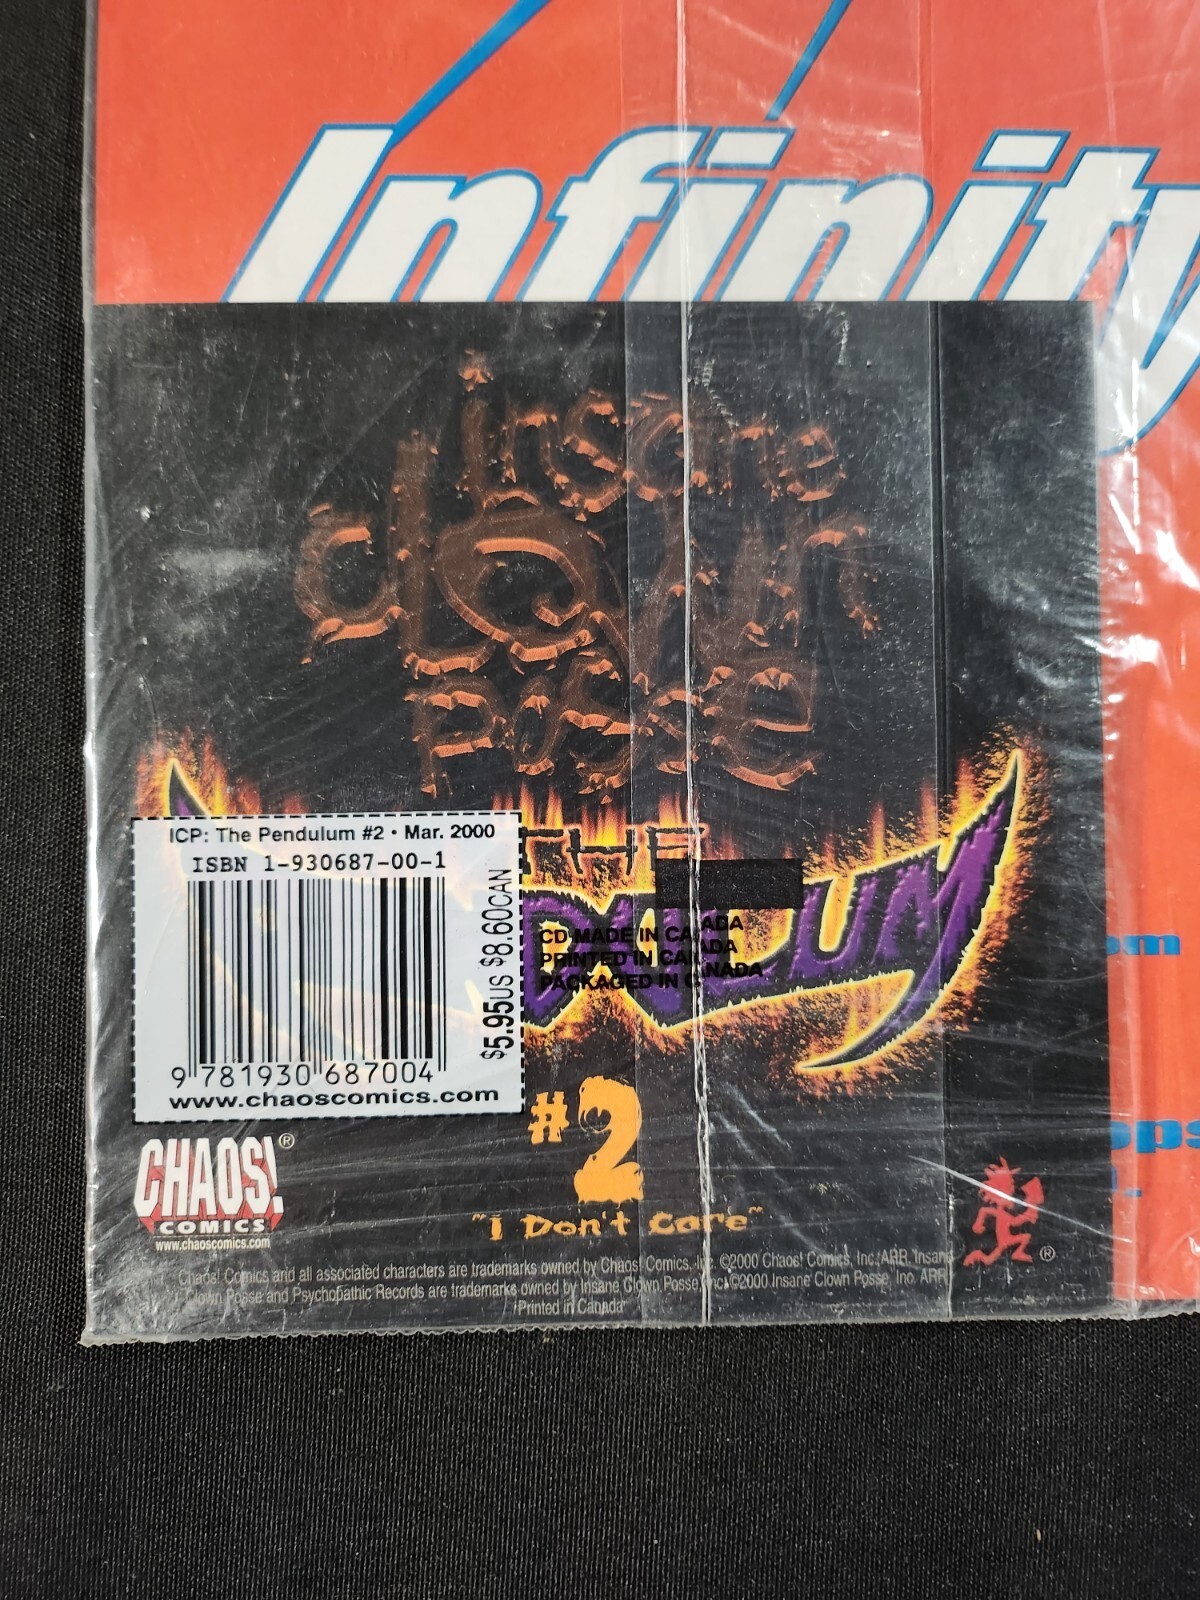 Infinity
insane
clown
posse
ICP: The Pendulum #2 • Mar. 2000
ISBN 1-930687-00-1
$5.95US $8.60CAN
9 781930 687004
www.chaoscomics.com
THE
CD MADE IN CANADA
PRINTED IN CANADA
PACKAGED IN CANADA
#2
"I Don't Care"
CHAOS!®
COMICS
www.chaoscomics.com
®
Chaos! Comics and all associated characters are trademarks owned by Chaos! Comics, Inc. ©2000 Chaos! Comics, Inc. ARR. Insane
Clown Posse and Psychopathic Records are trademarks owned by Insane Clown Posse, Inc. ©2000 Insane Clown Posse, Inc. ARR
Printed in Canada